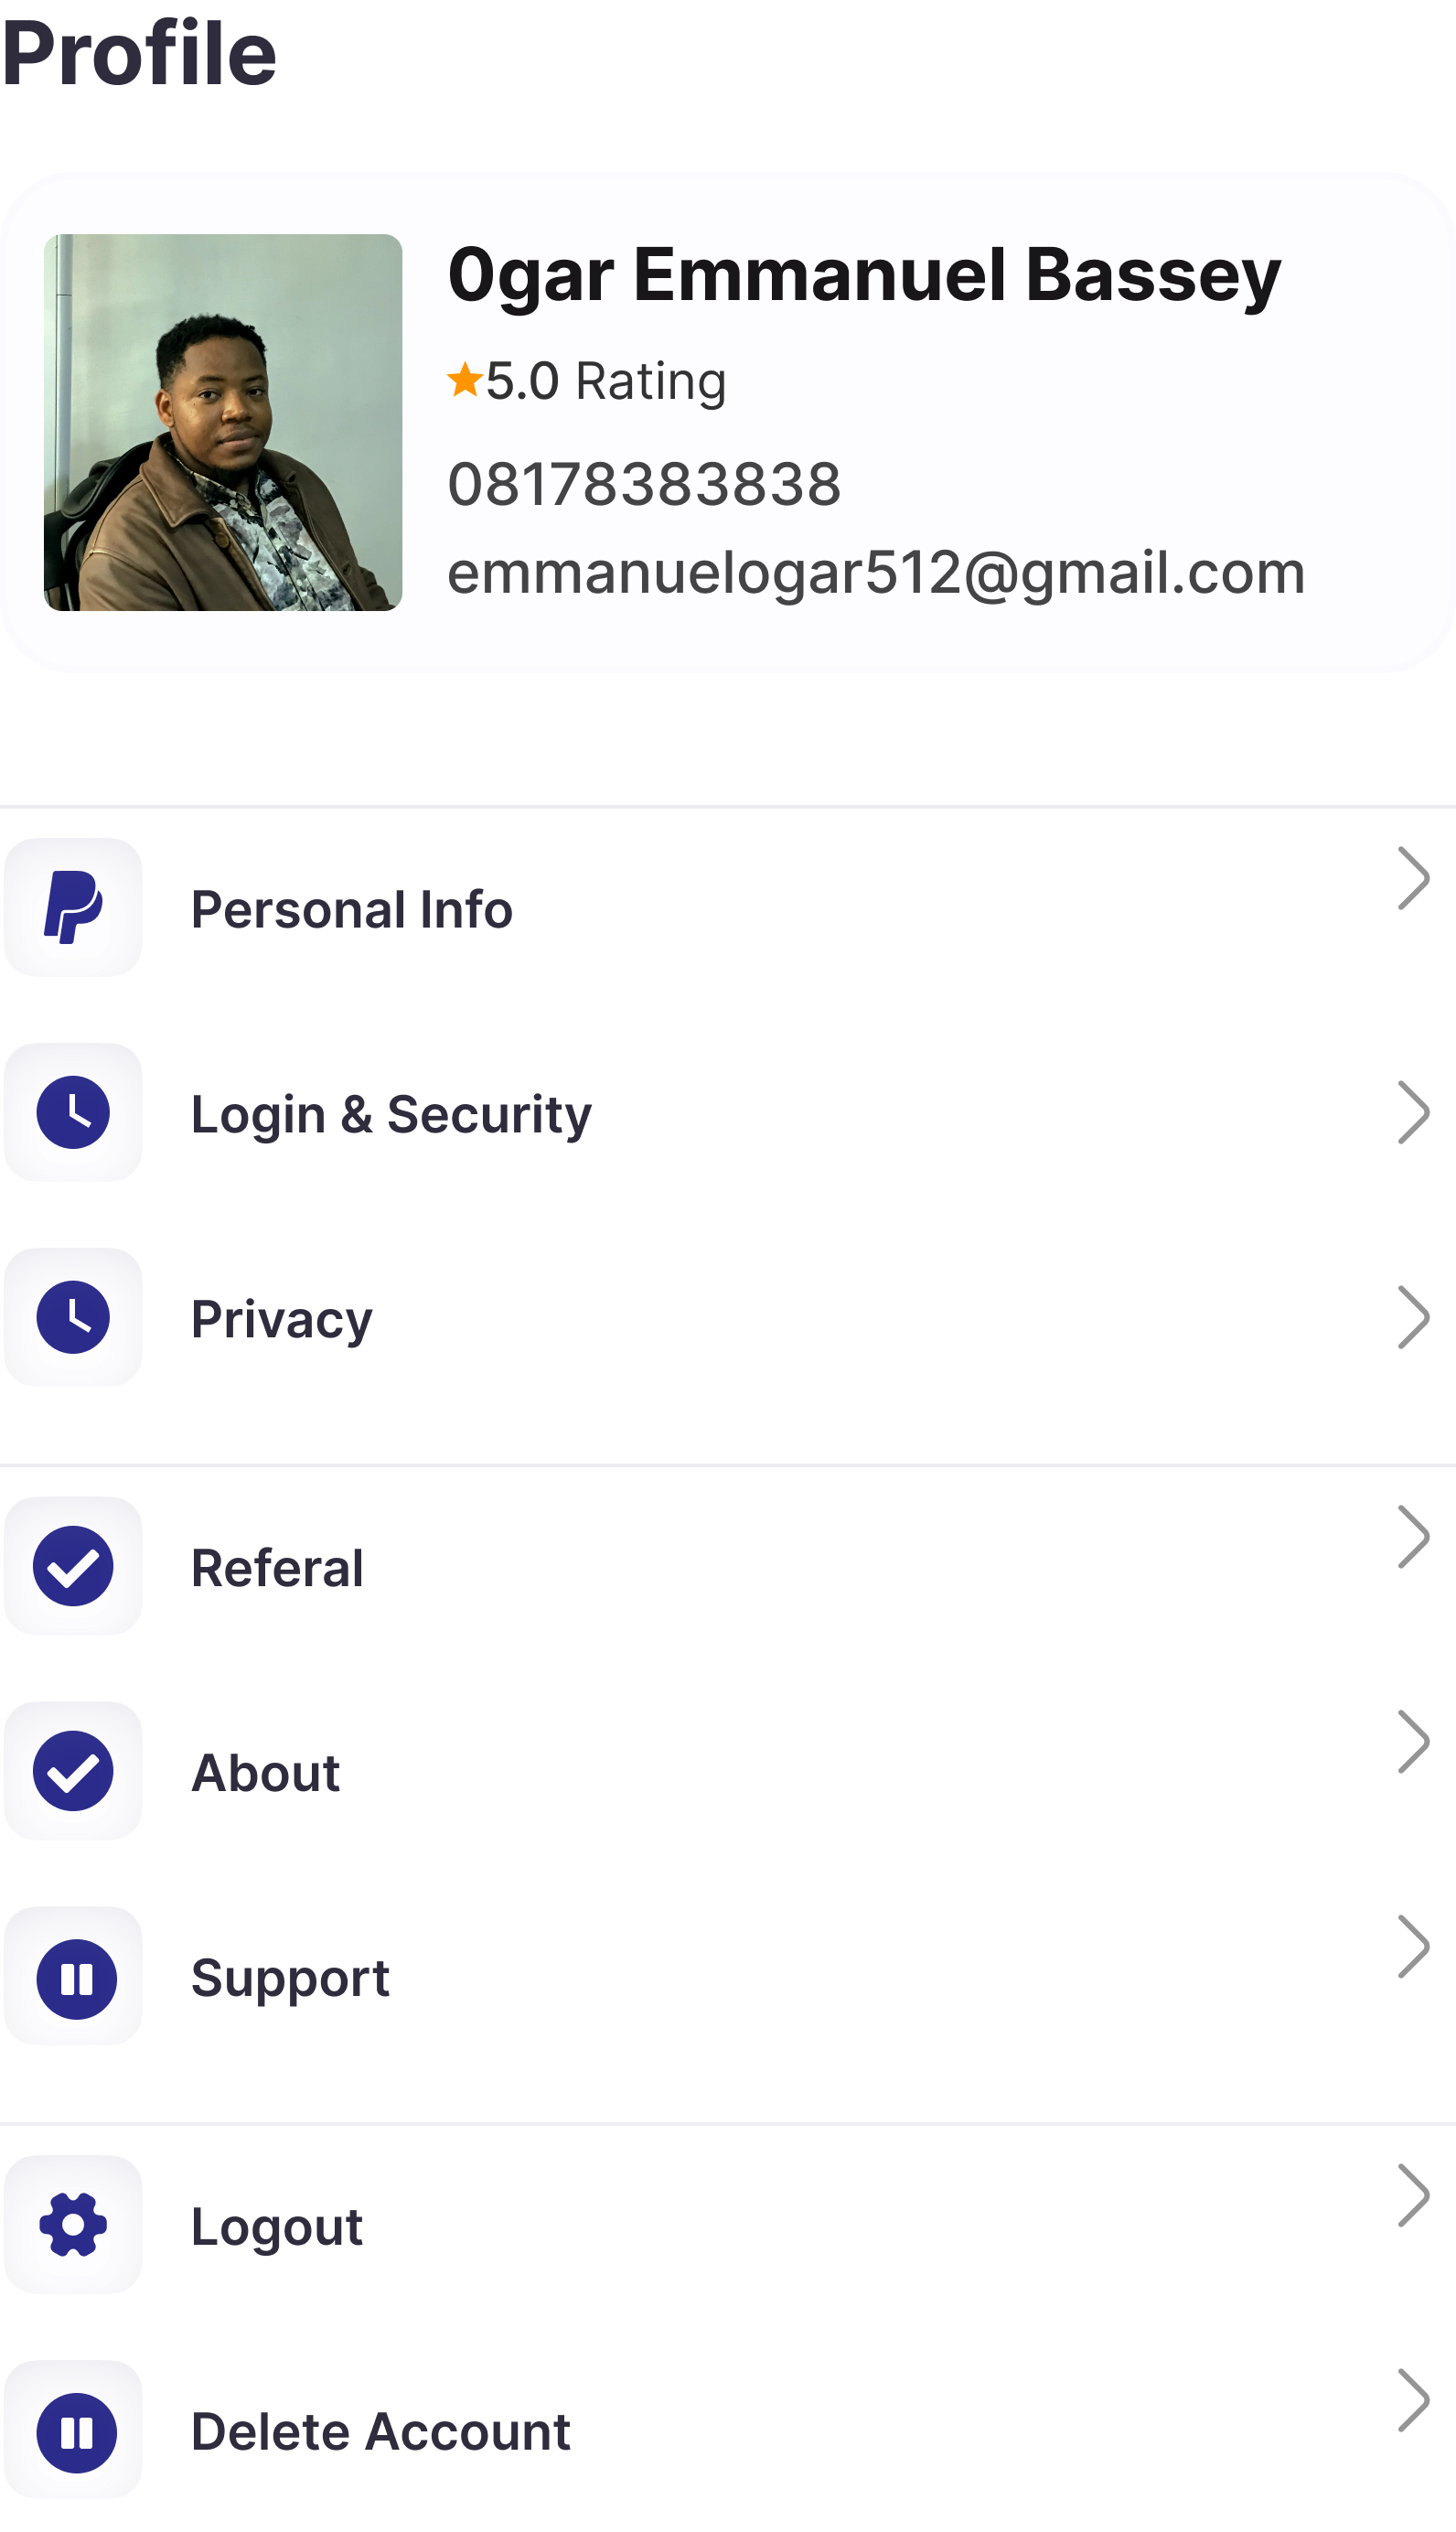 Profile
0gar Emmanuel Bassey
5.0 Rating
08178383838
emmanuelogar512@gmail.com
Personal Info
Login & Security
Privacy
Referal
About
Support
Logout
Delete Account